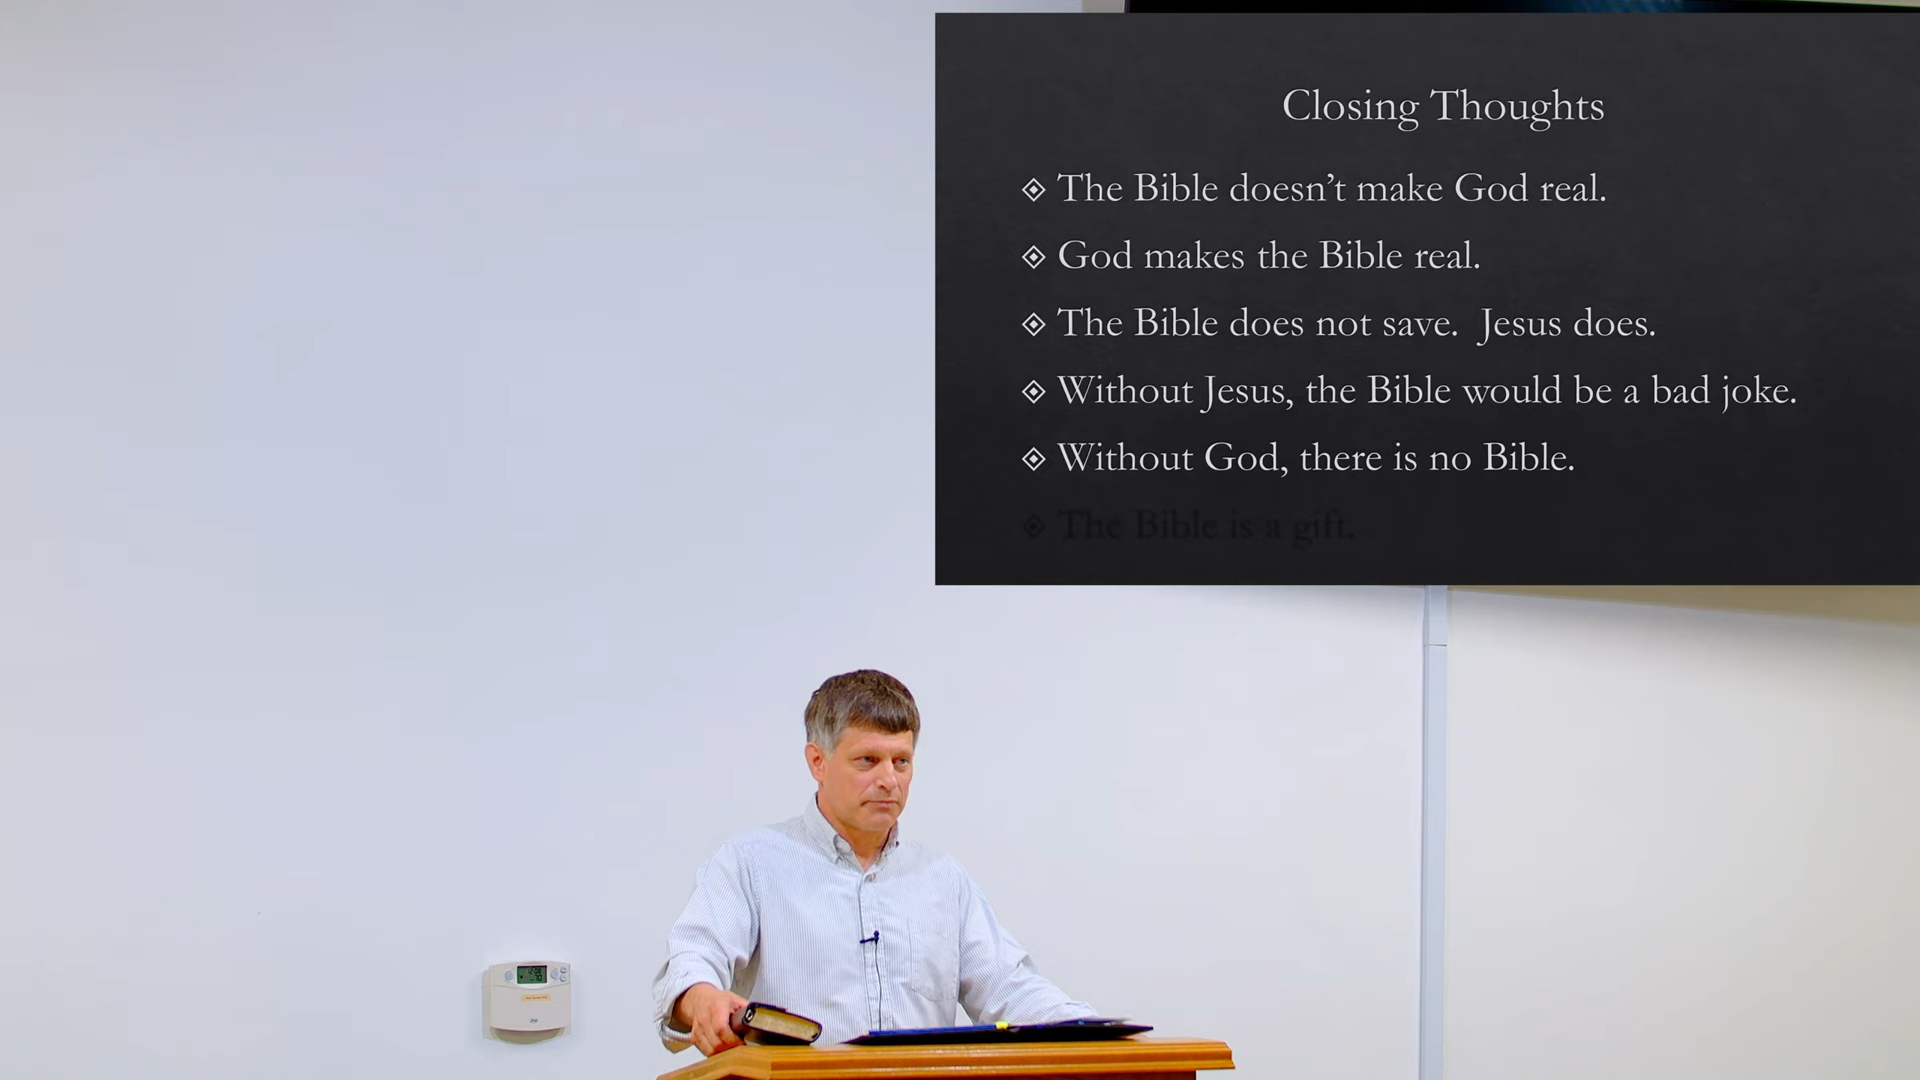 Closing Thoughts
The Bible doesn’t make God real.
God makes the Bible real.
The Bible does not save.  Jesus does.
Without Jesus, the Bible would be a bad joke.
Without God, there is no Bible.
The Bible is a gift.